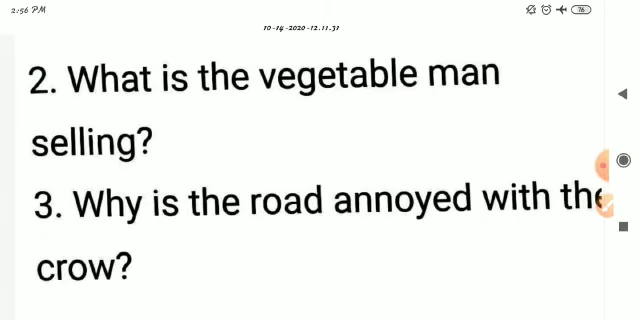 2:56 PM
76
10-14-2020-12.11.31
2. What is the vegetable man
selling?
3. Why is the road annoyed with the
crow?